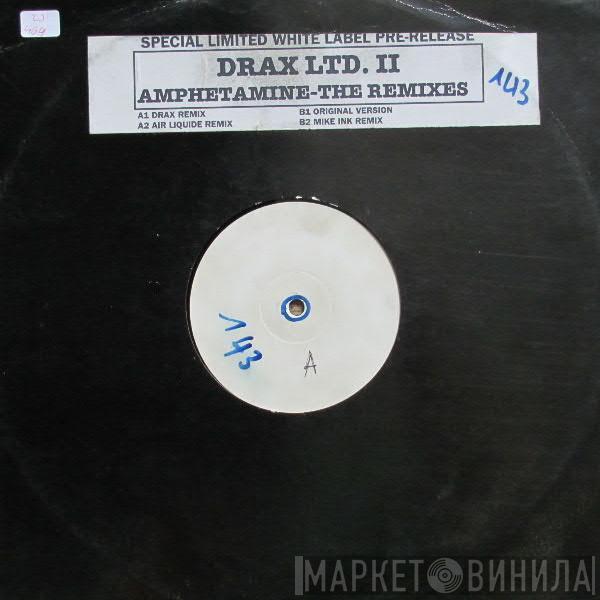 SPECIAL LIMITED WHITE LABEL PRE-RELEASE
DRAX LTD. II
AMPHETAMINE-THE REMIXES
A1 DRAX REMIX
A2 AIR LIQUIDE REMIX
B1 ORIGINAL VERSION
B2 MIKE INK REMIX
143
143
A
МАРКЕТ ВИНИЛА